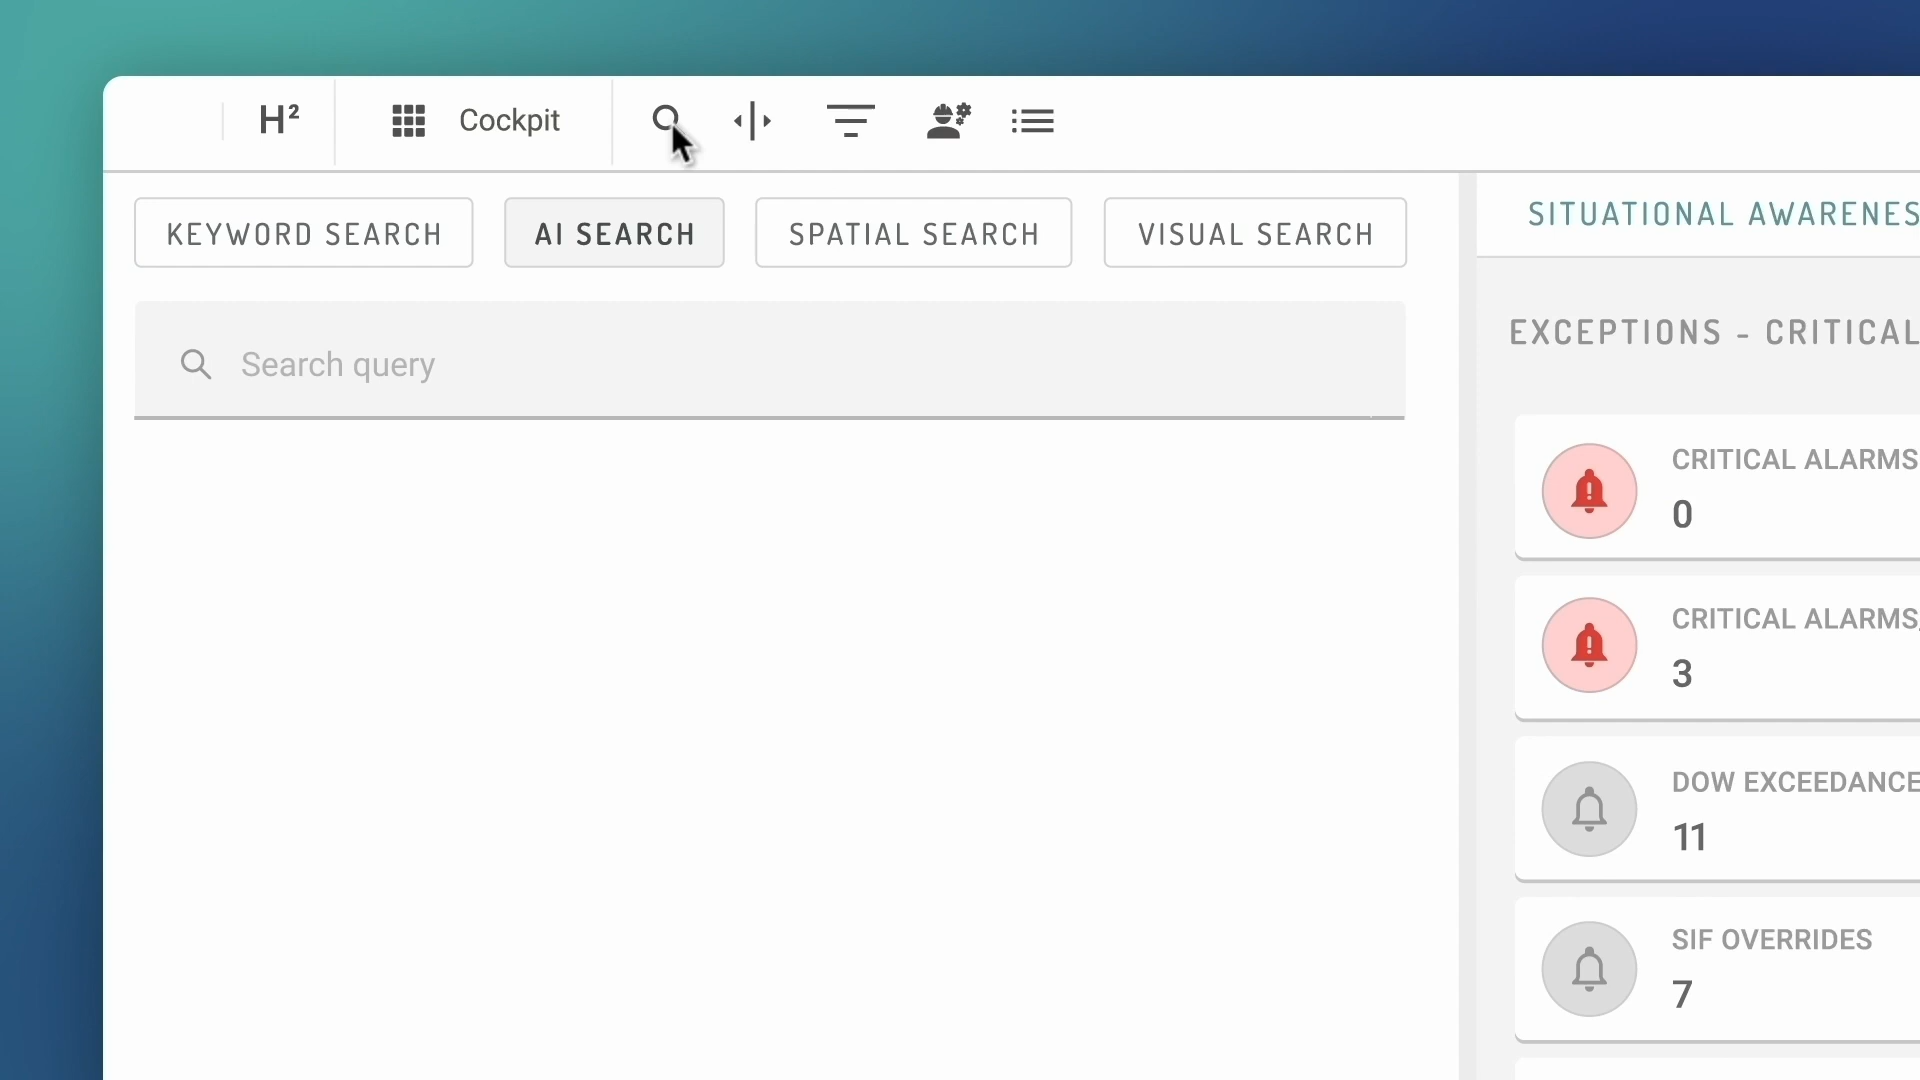 H²
Cockpit
KEYWORD SEARCH
AI SEARCH
SPATIAL SEARCH
VISUAL SEARCH
Search query
SITUATIONAL AWARENES
EXCEPTIONS - CRITICAL
CRITICAL ALARMS
0
CRITICAL ALARMS
3
DOW EXCEEDANCE
11
SIF OVERRIDES
7